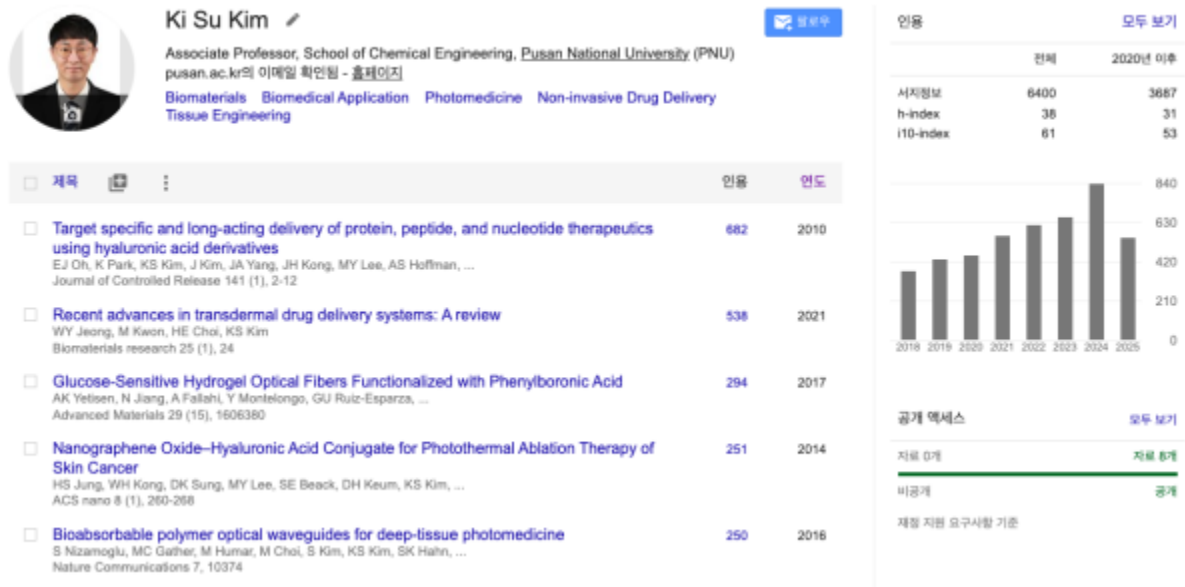 Ki Su Kim
팔로우
Associate Professor, School of Chemical Engineering, Pusan National University (PNU)
pusan.ac.kr의 이메일 확인됨 - 홈페이지
Biomaterials Biomedical Application Photomedicine Non-invasive Drug Delivery
Tissue Engineering
제목 인용 연도
Target specific and long-acting delivery of protein, peptide, and nucleotide therapeutics
using hyaluronic acid derivatives 682 2010
EJ Oh, K Park, KS Kim, J Kim, JA Yang, JH Kong, MY Lee, AS Hoffman, ...
Journal of Controlled Release 141 (1), 2-12
Recent advances in transdermal drug delivery systems: A review 538 2021
WY Jeong, M Kwon, HE Choi, KS Kim
Biomaterials research 25 (1), 24
Glucose-Sensitive Hydrogel Optical Fibers Functionalized with Phenylboronic Acid 294 2017
AK Yetisen, N Jiang, A Fallahi, Y Montelongo, GU Ruiz-Esparza, ...
Advanced Materials 29 (15), 1606380
Nanographene Oxide–Hyaluronic Acid Conjugate for Photothermal Ablation Therapy of
Skin Cancer 251 2014
HS Jung, WH Kong, DK Sung, MY Lee, SE Beack, DH Keum, KS Kim, ...
ACS nano 8 (1), 260-268
Bioabsorbable polymer optical waveguides for deep-tissue photomedicine 250 2016
S Nizamoglu, MC Gather, M Humar, M Choi, S Kim, KS Kim, SK Hahn, ...
Nature Communications 7, 10374
인용 모두 보기
전체 2020년 이후
서지정보 6400 3687
h-index 38 31
i10-index 61 53
840
630
420
210
0
2018 2019 2020 2021 2022 2023 2024 2025
공개 액세스 모두 보기
자료 0개 자료 8개
비공개 공개
재정 지원 요구사항 기준